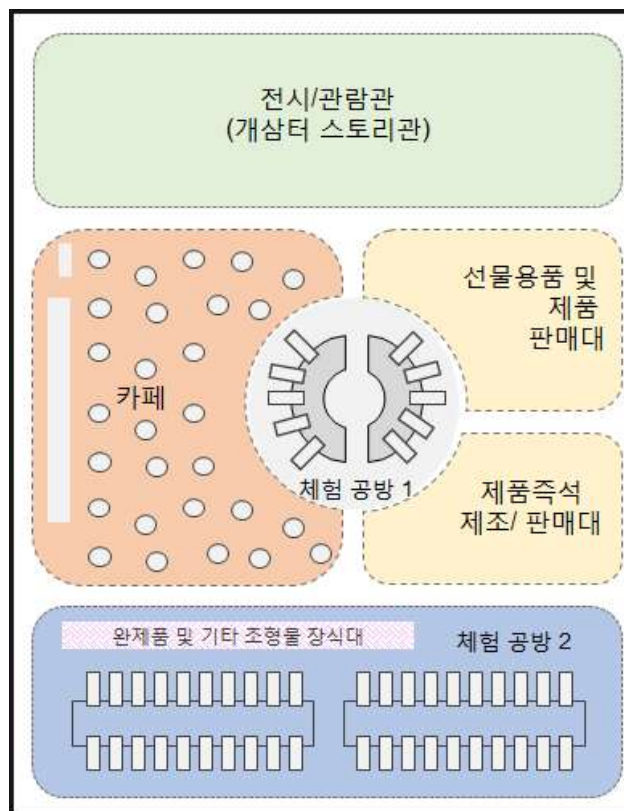 전시/관람관
(개삼터 스토리관)
선물용품 및
제품
판매대
카페
체험 공방 1
제품즉석
제조/ 판매대
완제품 및 기타 조형물 장식대
체험 공방 2